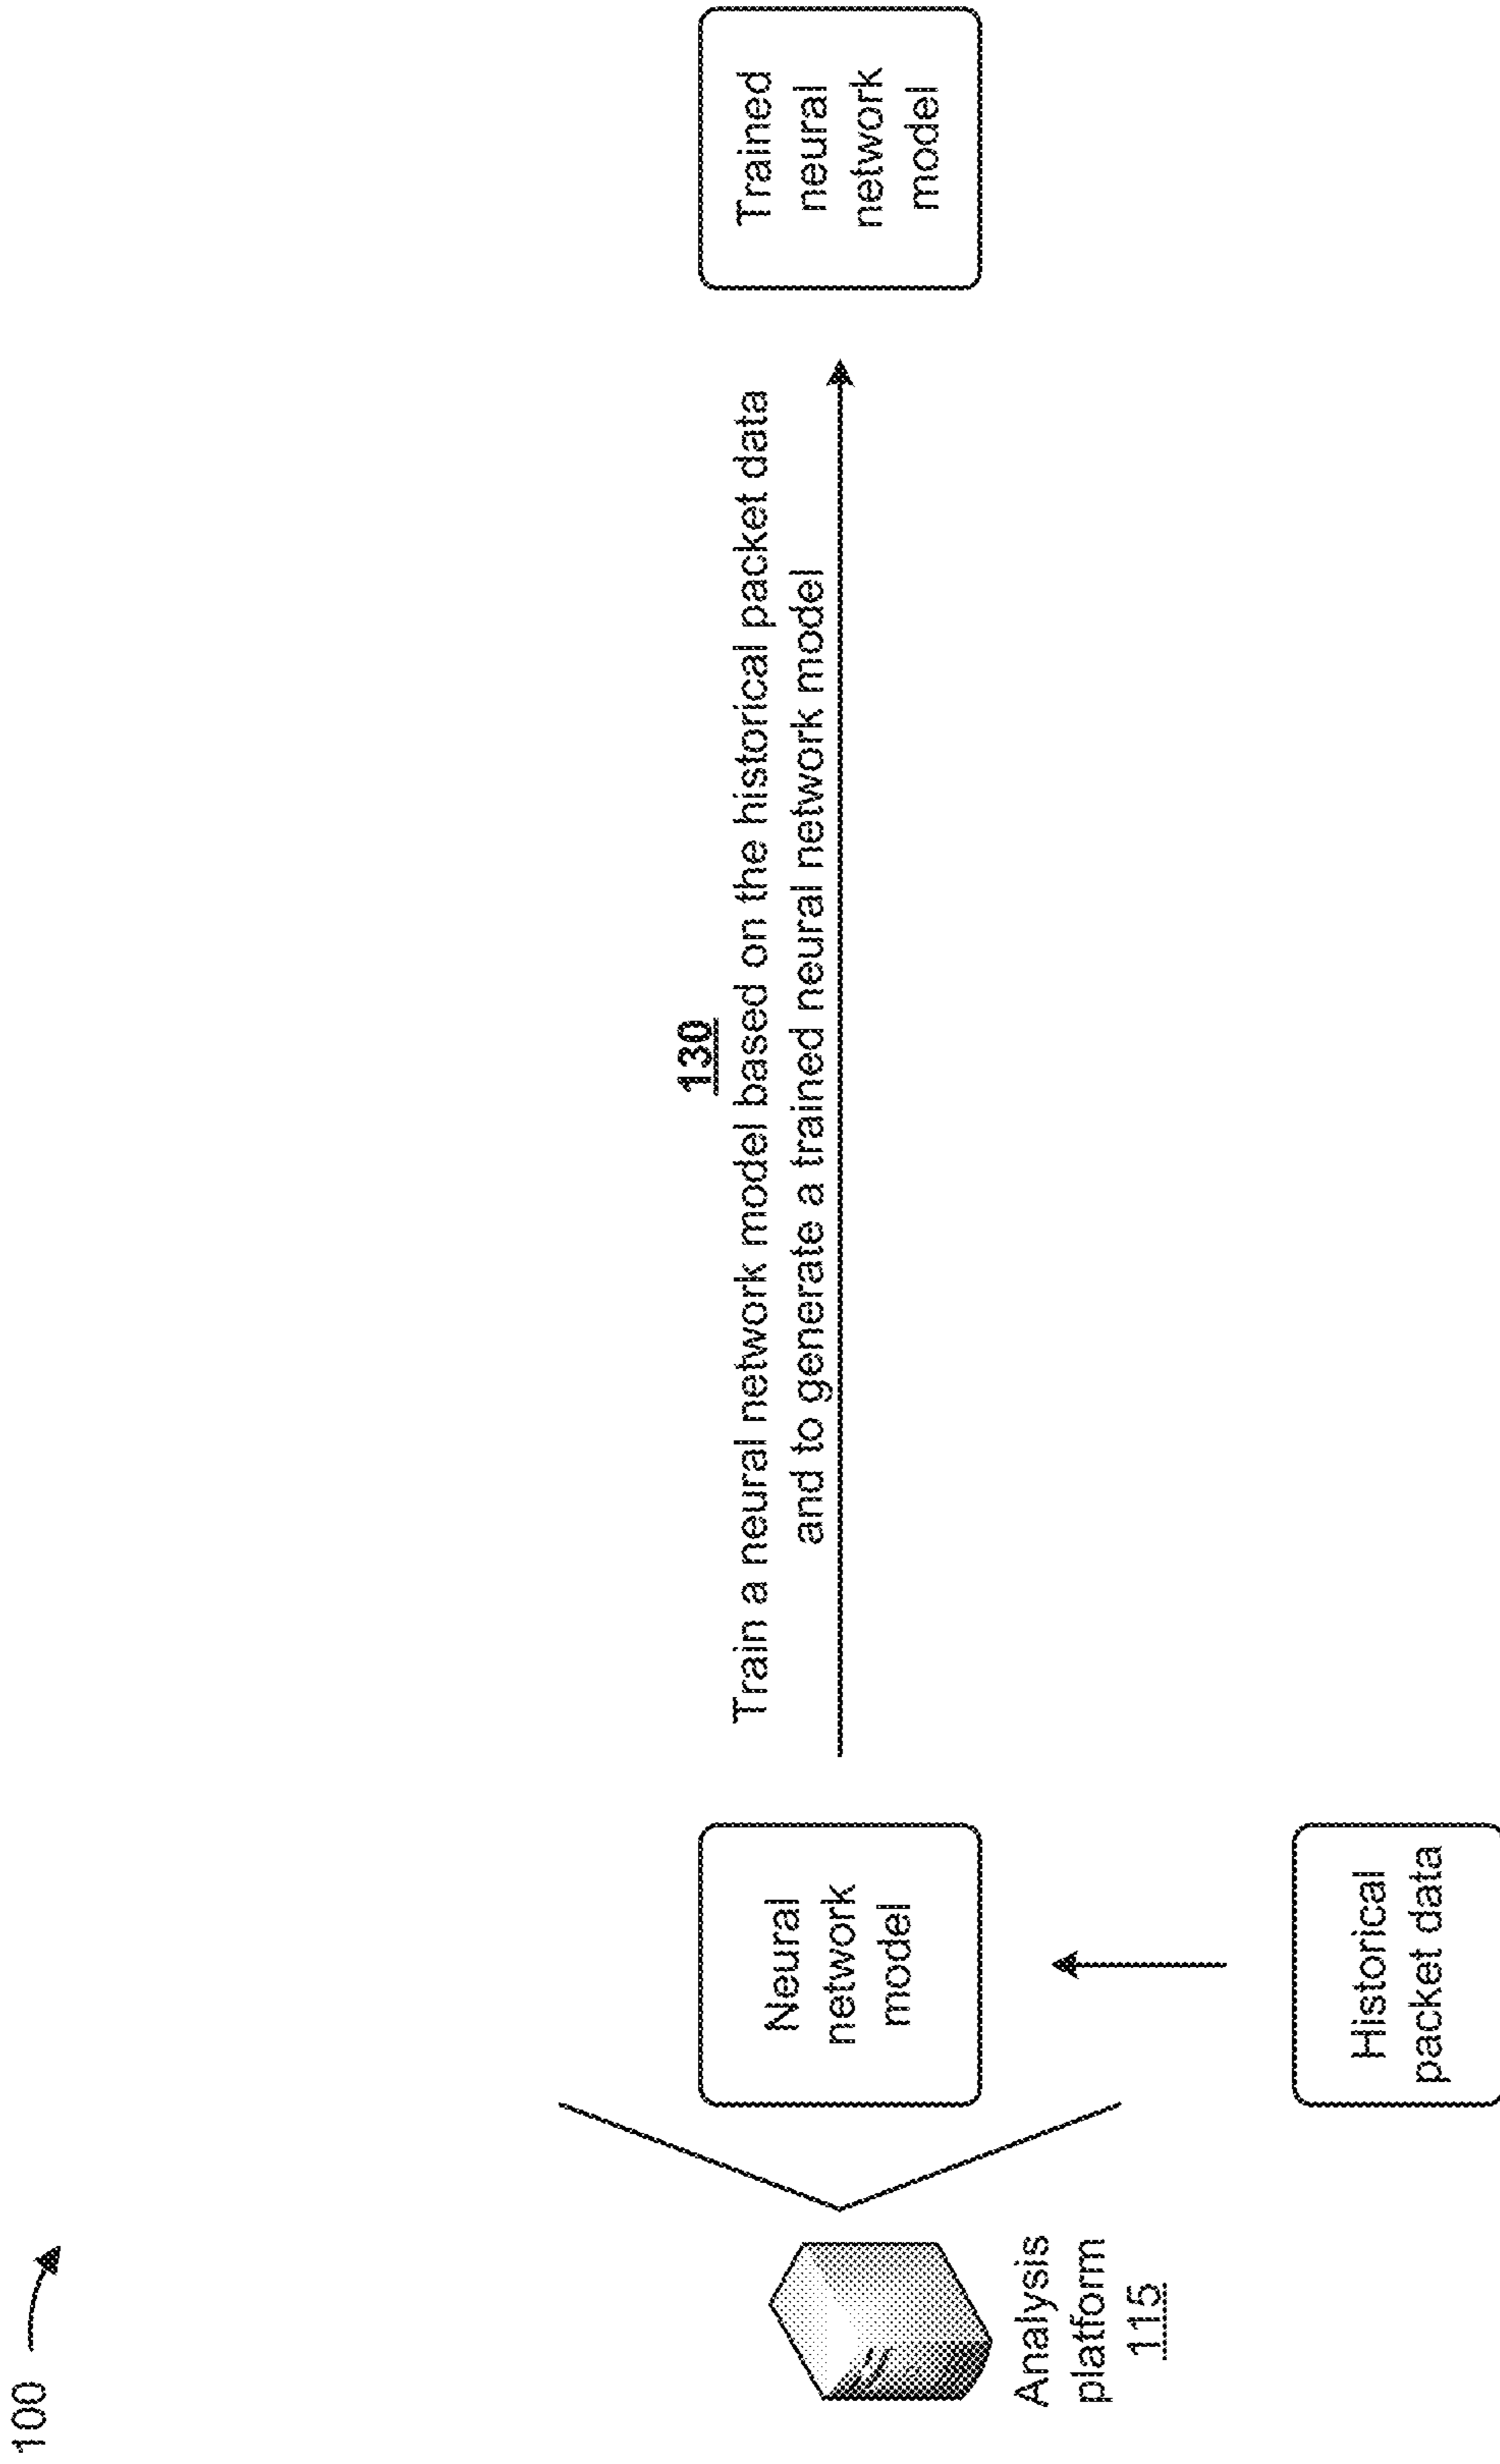 100
130
Train a neural network model based on the historical packet data
and to generate a trained neural network model
Trained
neural
network
model
Neural
network
model
Analysis
platform
115
Historical
packet data